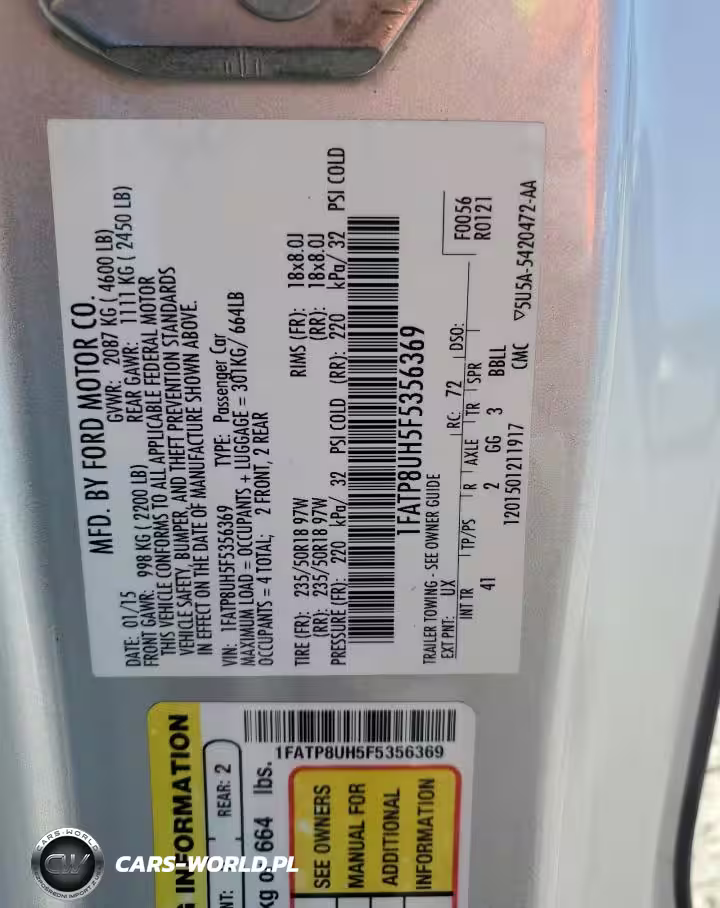 MFD. BY FORD MOTOR CO.
DATE: 01/15 GVWR: 2087 KG ( 4600 LB)
FRONT GAWR: 998 KG ( 2200 LB) REAR GAWR: 1111 KG ( 2450 LB)
THIS VEHICLE CONFORMS TO ALL APPLICABLE FEDERAL MOTOR
VEHICLE SAFETY, BUMPER, AND THEFT PREVENTION STANDARDS
IN EFFECT ON THE DATE OF MANUFACTURE SHOWN ABOVE.
VIN: 1FATP8UH5F5356369 TYPE: Passenger Car
MAXIMUM LOAD = OCCUPANTS + LUGGAGE = 301KG/ 664LB
OCCUPANTS = 4 TOTAL; 2 FRONT, 2 REAR
TIRE (FR): 235/50R18 97W RIMS (FR): 18x8.0J
(RR): 235/50R18 97W (RR): 18x8.0J
PRESSURE (FR): 220 kPa/ 32 PSI COLD (RR): 220 kPa/ 32 PSI COLD
1FATP8UH5F5356369
TRAILER TOWING - SEE OWNER GUIDE F0056
EXT PNT: UX RC: 72 DSO: R0121
INT TR TP/PS R AXLE TR SPR
41 2 GG 3 BBLL
1201501211917 CMC ▽5U5A-5420472-AA
1FATP8UH5F5356369
G INFORMATION
NT: REAR: 2
kg o 664 lbs.
SEE OWNERS
MANUAL FOR
ADDITIONAL
INFORMATION
CARS-WORLD
CW
CARS-WORLD.PL